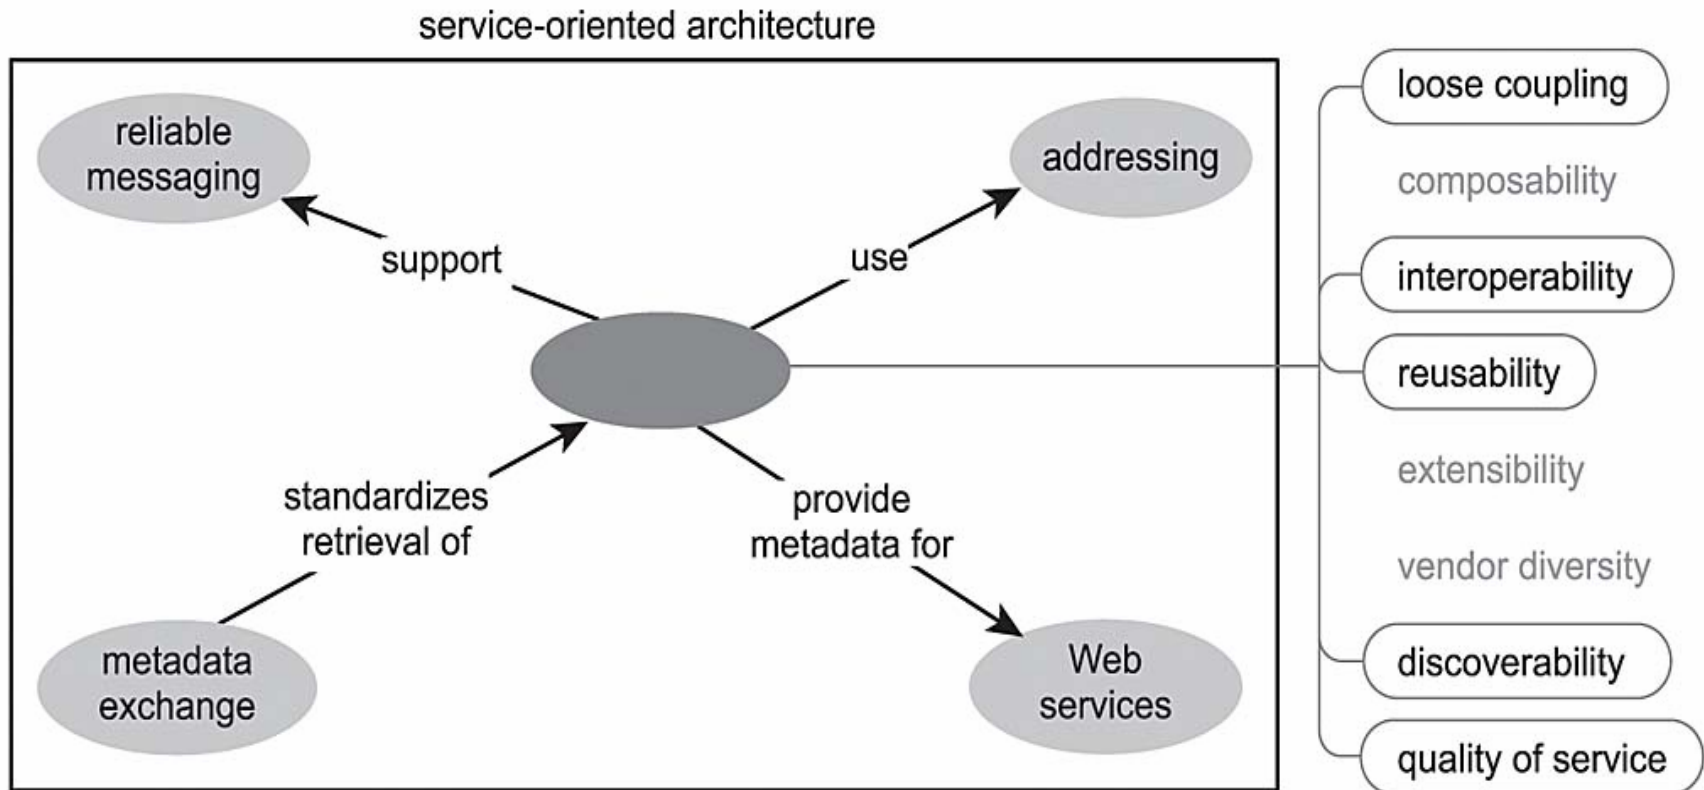 service-oriented architecture
reliable
messaging
addressing
support
use
standardizes
retrieval of
provide
metadata for
metadata
exchange
Web
services
loose coupling
composability
interoperability
reusability
extensibility
vendor diversity
discoverability
quality of service